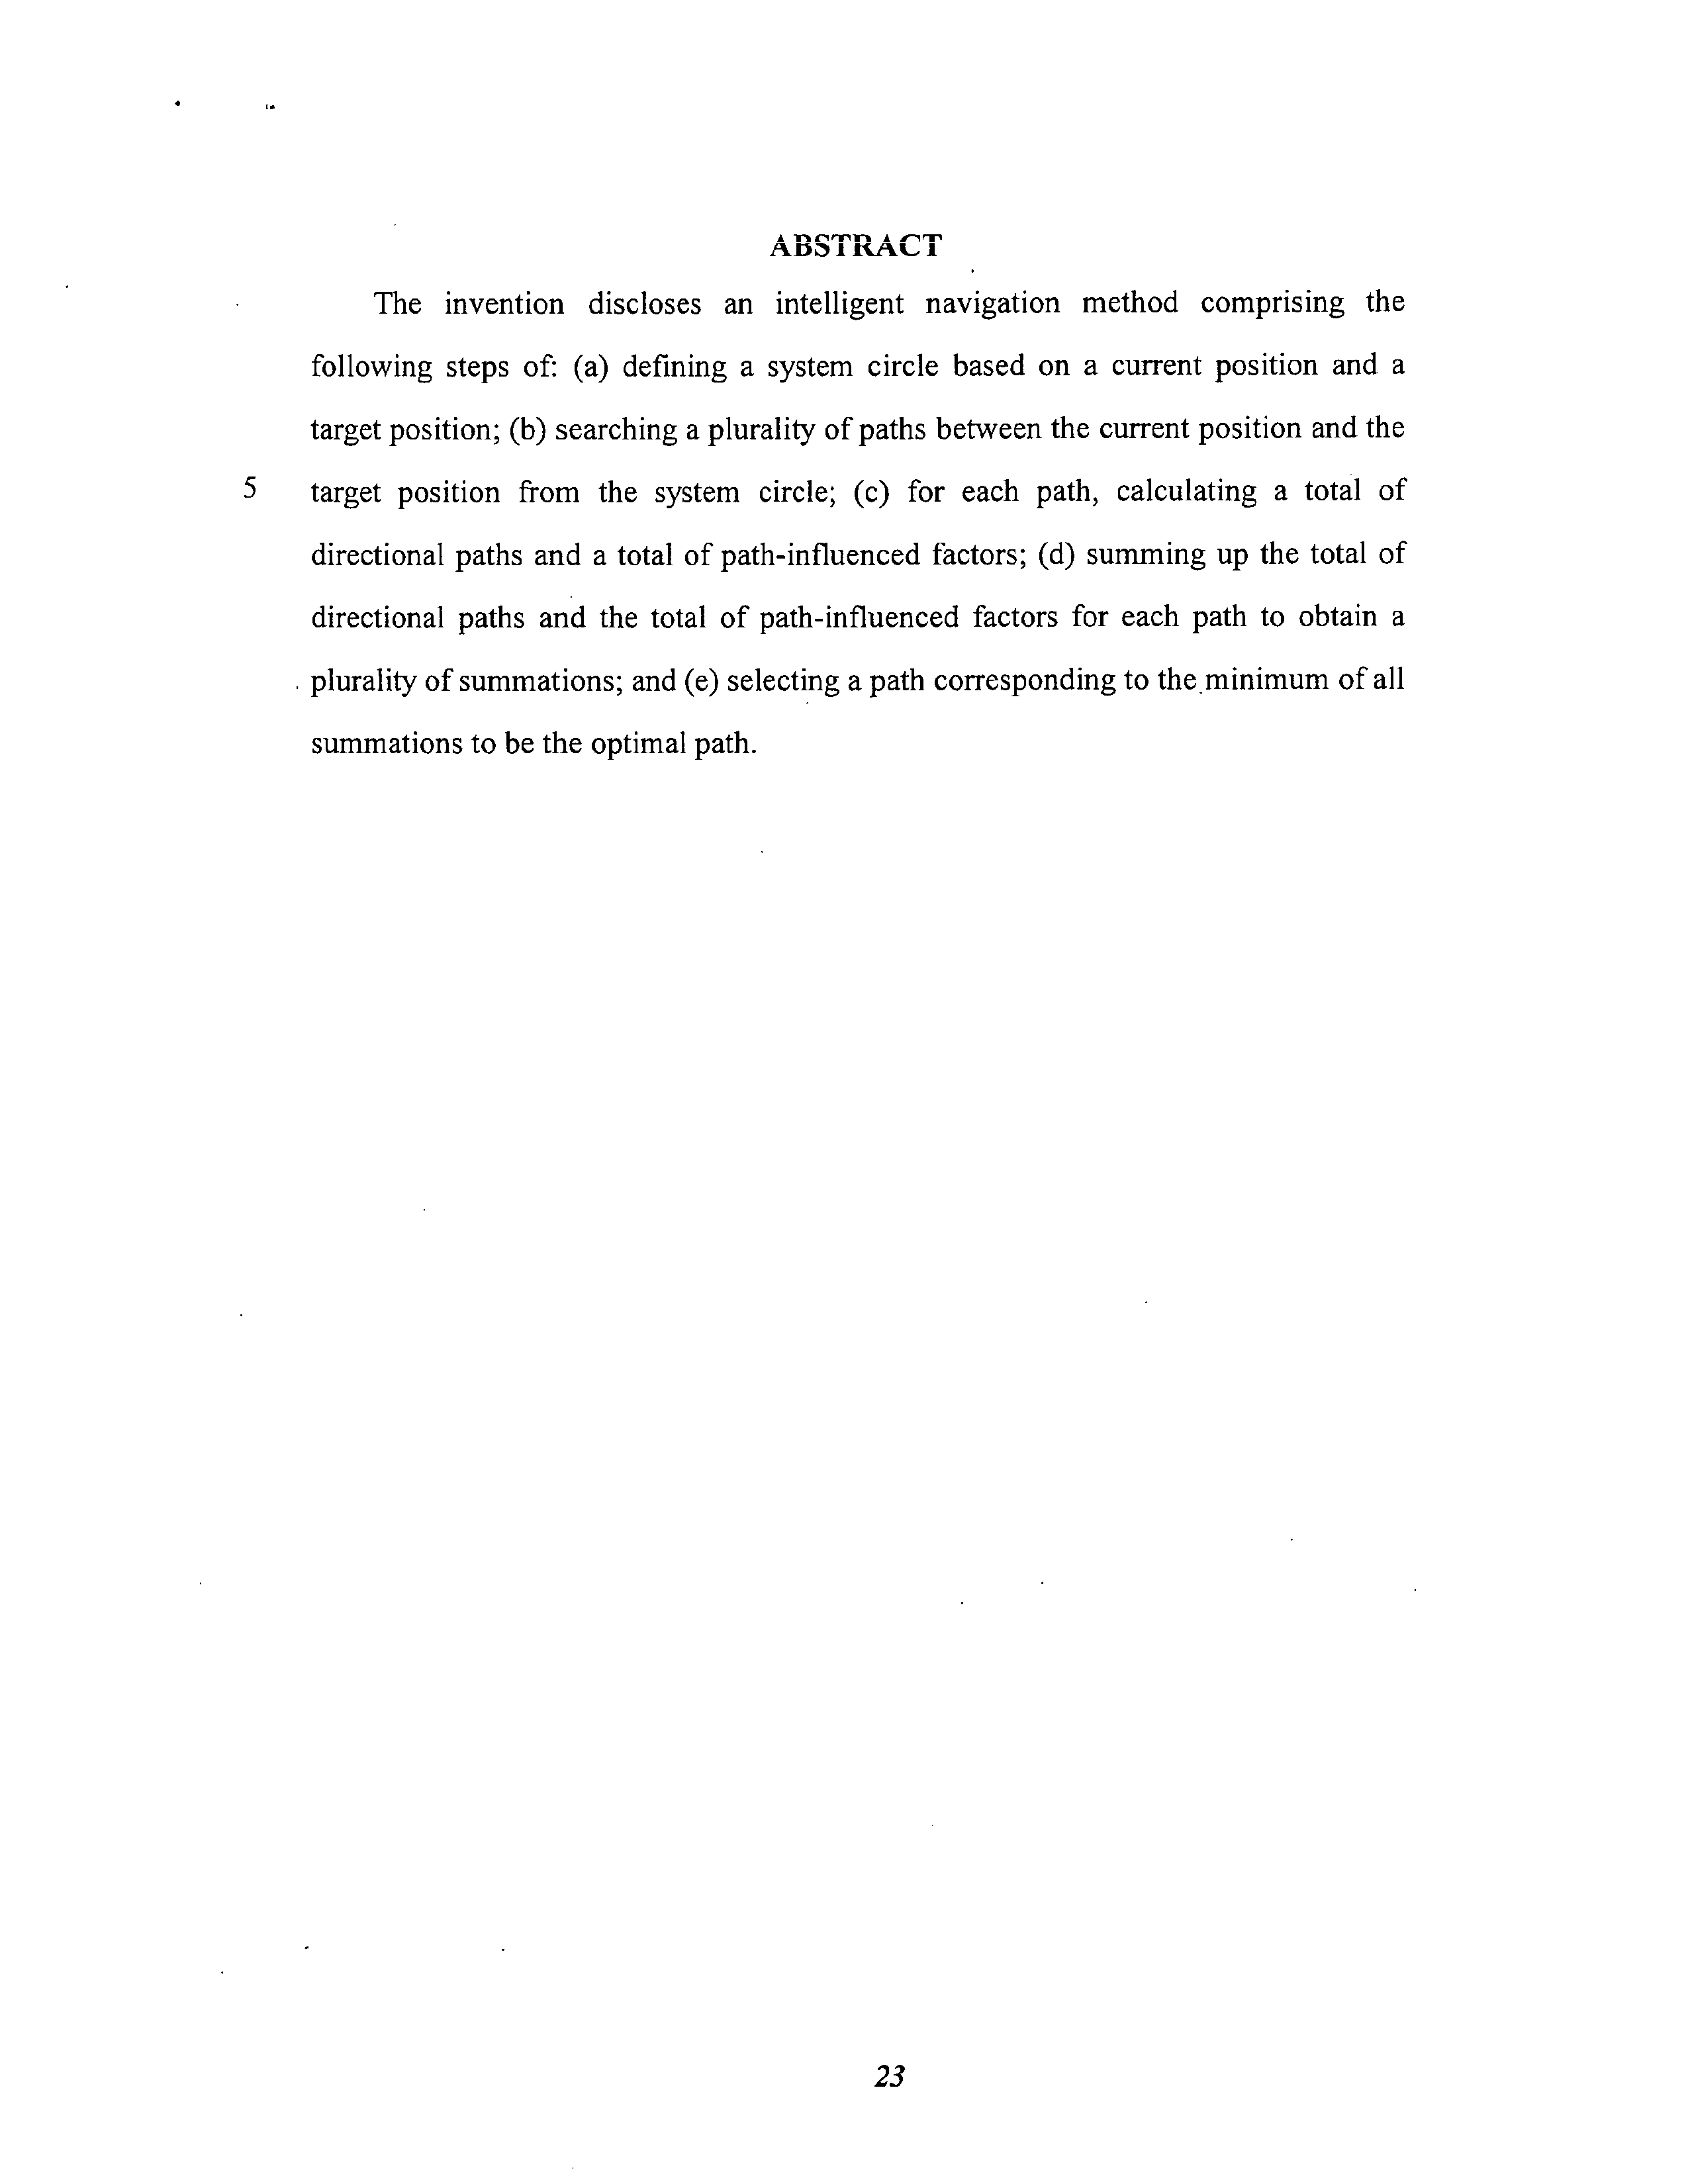 ABSTRACT
The invention discloses an intelligent navigation method comprising the
following steps of: (a) defining a system circle based on a current position and a
target position; (b) searching a plurality of paths between the current position and the
5 target position from the system circle; (c) for each path, calculating a total of
directional paths and a total of path-influenced factors; (d) summing up the total of
directional paths and the total of path-influenced factors for each path to obtain a
plurality of summations; and (e) selecting a path corresponding to the minimum of all
summations to be the optimal path.
23